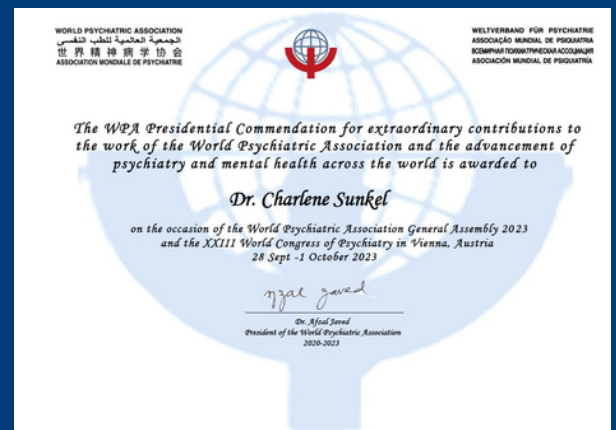 WORLD PSYCHIATRIC ASSOCIATION
الجمعية العالمية للطب النفسي
世界精神病学协会
ASSOCIATION MONDIALE DE PSYCHIATRIE
WELTVERBAND FÜR PSYCHIATRIE
ASSOCIAÇÃO MUNDIAL DE PSIQUIATRIA
ВСЕМИРНАЯ ПСИХИАТРИЧЕСКАЯ АССОЦИАЦИЯ
ASOCIACIÓN MUNDIAL DE PSIQUIATRÍA
The WPA Presidential Commendation for extraordinary contributions to
the work of the World Psychiatric Association and the advancement of
psychiatry and mental health across the world is awarded to
Dr. Charlene Sunkel
on the occasion of the World Psychiatric Association General Assembly 2023
and the XXIII World Congress of Psychiatry in Vienna, Austria
28 Sept -1 October 2023
Dr. Afzal Javed
President of the World Psychiatric Association
2020-2023